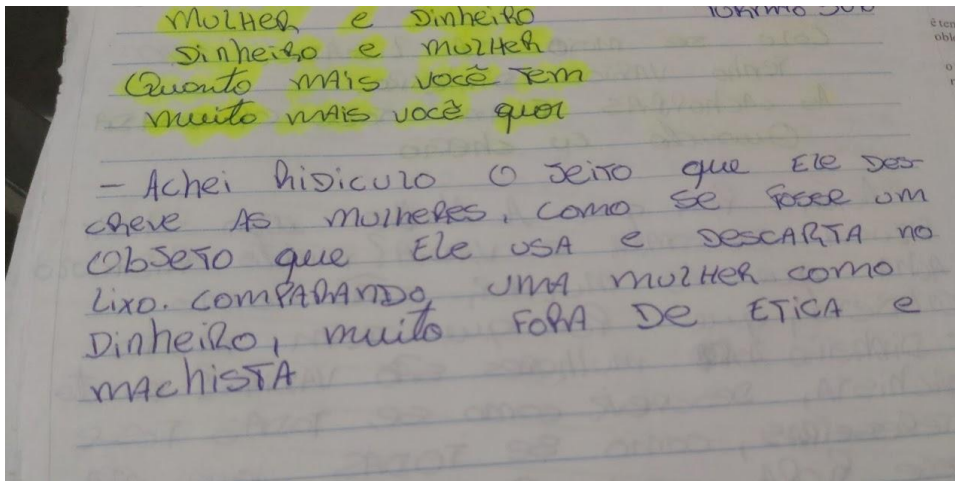 MULHER e Dinheiro
Dinheiro e mulher
Quanto mais você tem
muito mais você quer
- Achei Ridiculo o jeito que Ele Des-
creve As mulheres, como se fosse um
objeto que Ele usa e descarta no
Lixo. COMPARANDO, UMA MULHER como
Dinheiro, muito FORA DE ETICA e
machista